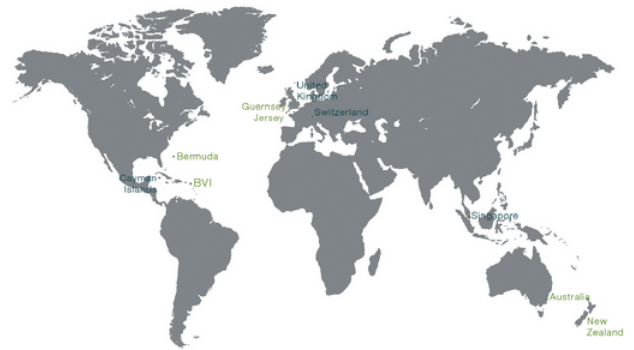 United
Kingdom
Guernsey
Jersey
Switzerland
Bermuda
Cayman
Islands
BVI
Singapore
Australia
New
Zealand